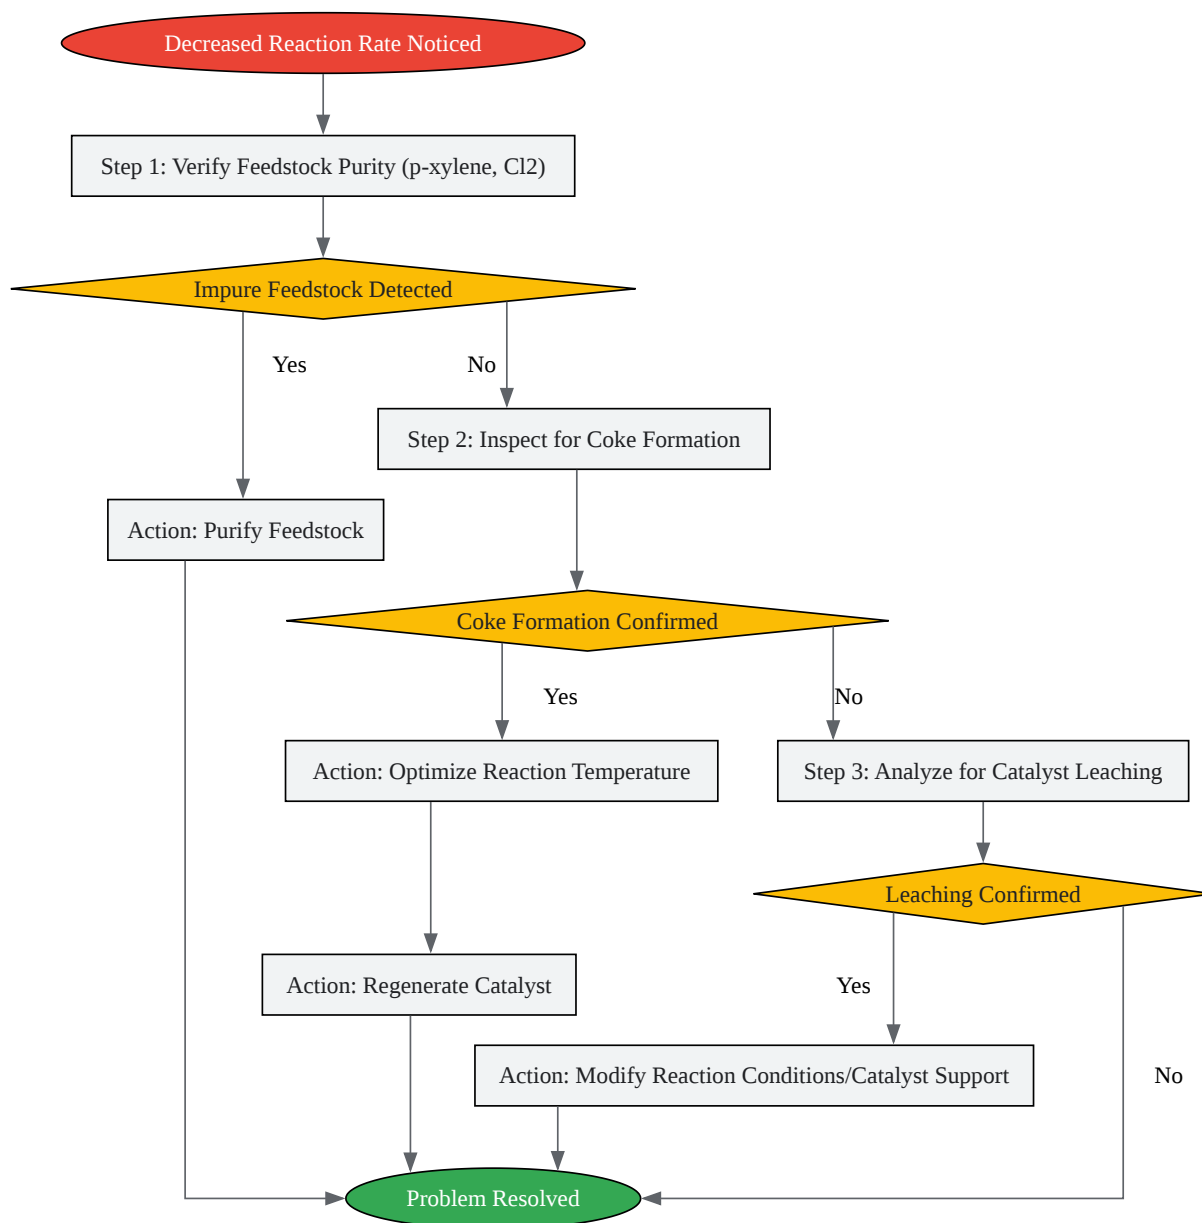 Decreased Reaction Rate Noticed
Step 1: Verify Feedstock Purity (p-xylene, Cl2)
Impure Feedstock Detected
Yes
No
Step 2: Inspect for Coke Formation
Action: Purify Feedstock
Coke Formation Confirmed
Yes
No
Action: Optimize Reaction Temperature
Step 3: Analyze for Catalyst Leaching
Leaching Confirmed
Action: Regenerate Catalyst
Yes
No
Action: Modify Reaction Conditions/Catalyst Support
Problem Resolved